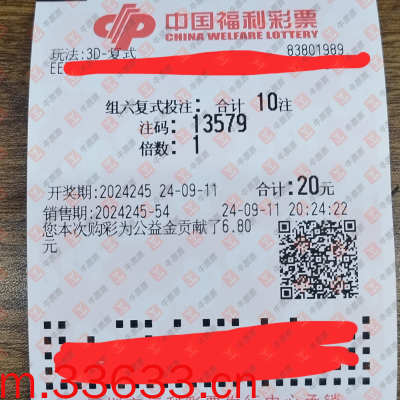 中国福利彩票
CHINA WELFARE LOTTERY
玩法:3D-复式 83801989
EE
组六复式投注: 合计 10注
注码: 13579
倍数: 1
开奖期:2024245 24-09-11 合计:20元
销售期:2024245-54 24-09-11 20:24:22
您本次购彩为公益金贡献了6.80
元
m.33633.cn